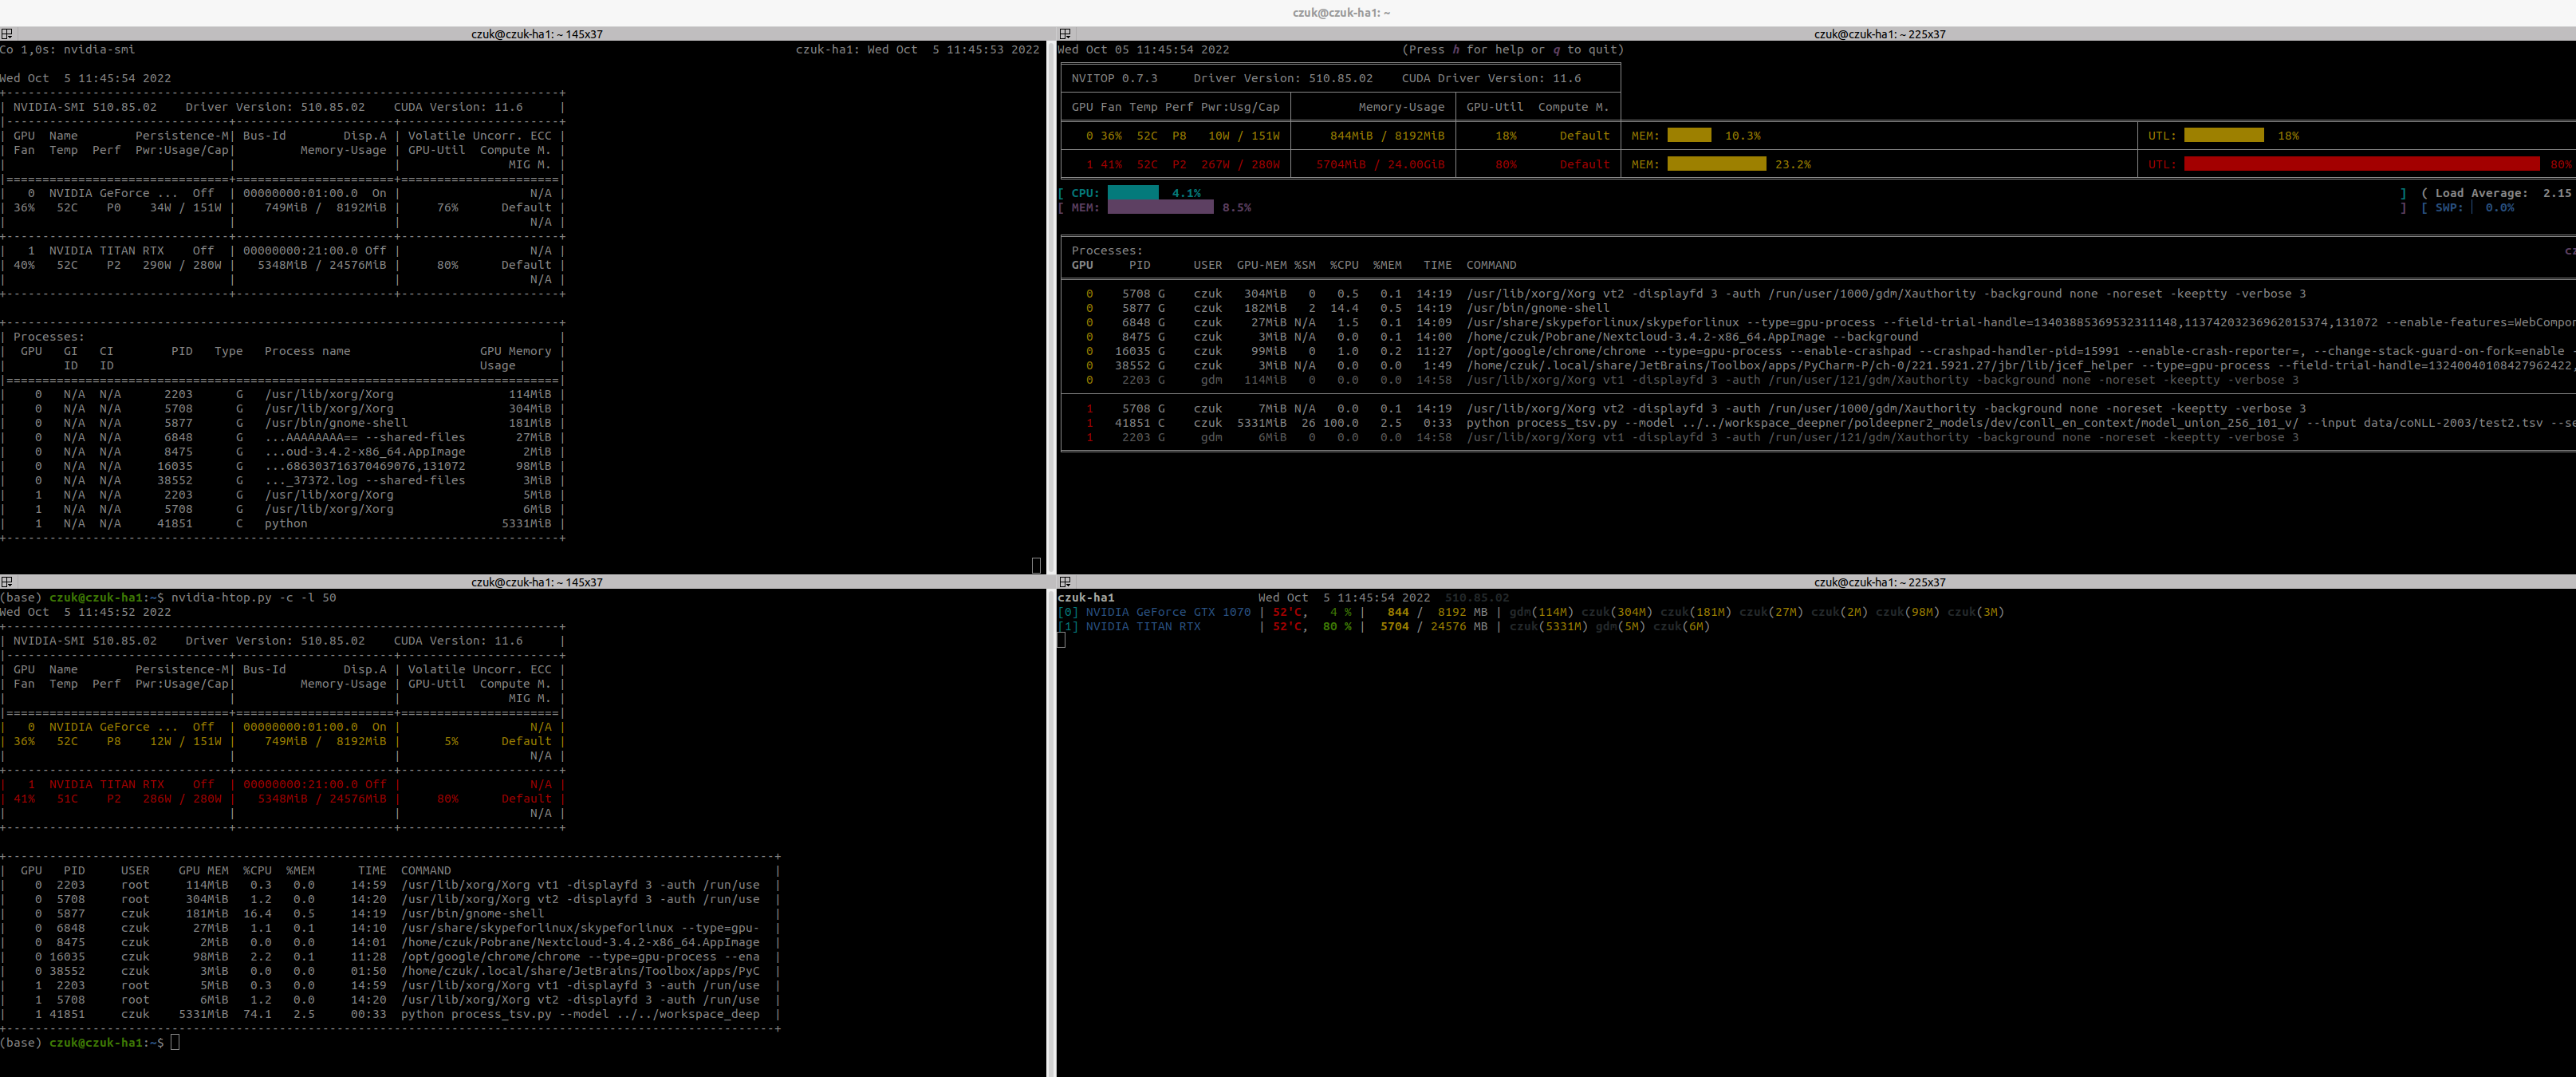 czuk@czuk-ha1: ~
czuk@czuk-ha1: ~ 145x37
Co 1,0s: nvidia-smi czuk-ha1: Wed Oct  5 11:45:53 2022
Wed Oct  5 11:45:54 2022
+-----------------------------------------------------------------------------+
| NVIDIA-SMI 510.85.02    Driver Version: 510.85.02    CUDA Version: 11.6     |
|-------------------------------+----------------------+----------------------+
| GPU  Name        Persistence-M| Bus-Id        Disp.A | Volatile Uncorr. ECC |
| Fan  Temp  Perf  Pwr:Usage/Cap|         Memory-Usage | GPU-Util  Compute M. |
|                               |                      |               MIG M. |
|===============================+======================+======================|
|   0  NVIDIA GeForce ...  Off  | 00000000:01:00.0  On |                  N/A |
| 36%   52C    P0    34W / 151W |    749MiB /  8192MiB |     76%      Default |
|                               |                      |                  N/A |
+-------------------------------+----------------------+----------------------+
|   1  NVIDIA TITAN RTX    Off  | 00000000:21:00.0 Off |                  N/A |
| 40%   52C    P2   290W / 280W |   5348MiB / 24576MiB |     80%      Default |
|                               |                      |                  N/A |
+-------------------------------+----------------------+----------------------+
+-----------------------------------------------------------------------------+
| Processes:                                                                  |
|  GPU   GI   CI        PID   Type   Process name                  GPU Memory |
|        ID   ID                                                   Usage      |
|=============================================================================|
|    0   N/A  N/A      2203      G   /usr/lib/xorg/Xorg                114MiB |
|    0   N/A  N/A      5708      G   /usr/lib/xorg/Xorg                304MiB |
|    0   N/A  N/A      5877      G   /usr/bin/gnome-shell              181MiB |
|    0   N/A  N/A      6848      G   ...AAAAAAAA== --shared-files       27MiB |
|    0   N/A  N/A      8475      G   ...oud-3.4.2-x86_64.AppImage        2MiB |
|    0   N/A  N/A     16035      G   ...686303716370469076,131072       98MiB |
|    0   N/A  N/A     38552      G   ..._37372.log --shared-files        3MiB |
|    1   N/A  N/A      2203      G   /usr/lib/xorg/Xorg                  5MiB |
|    1   N/A  N/A      5708      G   /usr/lib/xorg/Xorg                  6MiB |
|    1   N/A  N/A     41851      C   python                           5331MiB |
+-----------------------------------------------------------------------------+
czuk@czuk-ha1: ~ 225x37
Wed Oct 05 11:45:54 2022 (Press h for help or q to quit)
NVITOP 0.7.3     Driver Version: 510.85.02    CUDA Driver Version: 11.6
GPU Fan Temp Perf Pwr:Usg/Cap | Memory-Usage | GPU-Util  Compute M.
0 36%  52C  P8   10W / 151W | 844MiB / 8192MiB | 18%      Default | MEM: 10.3% | UTL: 18%
1 41%  52C  P2  267W / 280W | 5704MiB / 24.00GiB | 80%      Default | MEM: 23.2% | UTL: 80%
[ CPU: 4.1% ]  ( Load Average:  2.15
[ MEM: 8.5% ]  [ SWP: 0.0%
Processes: cz
GPU     PID      USER  GPU-MEM %SM  %CPU  %MEM   TIME  COMMAND
0    5708 G    czuk   304MiB   0   0.5   0.1  14:19  /usr/lib/xorg/Xorg vt2 -displayfd 3 -auth /run/user/1000/gdm/Xauthority -background none -noreset -keeptty -verbose 3
0    5877 G    czuk   182MiB   2  14.4   0.5  14:19  /usr/bin/gnome-shell
0    6848 G    czuk    27MiB N/A   1.5   0.1  14:09  /usr/share/skypeforlinux/skypeforlinux --type=gpu-process --field-trial-handle=13403885369532311148,11374203236962015374,131072 --enable-features=WebCompon
0    8475 G    czuk     3MiB N/A   0.0   0.1  14:00  /home/czuk/Pobrane/Nextcloud-3.4.2-x86_64.AppImage --background
0   16035 G    czuk    99MiB   0   1.0   0.2  11:27  /opt/google/chrome/chrome --type=gpu-process --enable-crashpad --crashpad-handler-pid=15991 --enable-crash-reporter=, --change-stack-guard-on-fork=enable -
0   38552 G    czuk     3MiB N/A   0.0   0.0   1:49  /home/czuk/.local/share/JetBrains/Toolbox/apps/PyCharm-P/ch-0/221.5921.27/jbr/lib/jcef_helper --type=gpu-process --field-trial-handle=13240040108427962422,
0    2203 G     gdm   114MiB   0   0.0   0.0  14:58  /usr/lib/xorg/Xorg vt1 -displayfd 3 -auth /run/user/121/gdm/Xauthority -background none -noreset -keeptty -verbose 3
1    5708 G    czuk     7MiB N/A   0.0   0.1  14:19  /usr/lib/xorg/Xorg vt2 -displayfd 3 -auth /run/user/1000/gdm/Xauthority -background none -noreset -keeptty -verbose 3
1   41851 C    czuk  5331MiB  26 100.0   2.5   0:33  python process_tsv.py --model ../../workspace_deepner/poldeepner2_models/dev/conll_en_context/model_union_256_101_v/ --input data/coNLL-2003/test2.tsv --se
1    2203 G     gdm     6MiB   0   0.0   0.0  14:58  /usr/lib/xorg/Xorg vt1 -displayfd 3 -auth /run/user/121/gdm/Xauthority -background none -noreset -keeptty -verbose 3
czuk@czuk-ha1: ~ 145x37
(base) czuk@czuk-ha1:~$ nvidia-htop.py -c -l 50
Wed Oct  5 11:45:52 2022
+-----------------------------------------------------------------------------+
| NVIDIA-SMI 510.85.02    Driver Version: 510.85.02    CUDA Version: 11.6     |
|-------------------------------+----------------------+----------------------+
| GPU  Name        Persistence-M| Bus-Id        Disp.A | Volatile Uncorr. ECC |
| Fan  Temp  Perf  Pwr:Usage/Cap|         Memory-Usage | GPU-Util  Compute M. |
|                               |                      |               MIG M. |
|===============================+======================+======================|
|   0  NVIDIA GeForce ...  Off  | 00000000:01:00.0  On |                  N/A |
| 36%   52C    P8    12W / 151W |    749MiB /  8192MiB |      5%      Default |
|                               |                      |                  N/A |
+-------------------------------+----------------------+----------------------+
|   1  NVIDIA TITAN RTX    Off  | 00000000:21:00.0 Off |                  N/A |
| 41%   51C    P2   286W / 280W |   5348MiB / 24576MiB |     80%      Default |
|                               |                      |                  N/A |
+-------------------------------+----------------------+----------------------+
+-----------------------------------------------------------------------------------------------------------+
|  GPU   PID     USER    GPU MEM  %CPU  %MEM      TIME  COMMAND                                             |
|    0  2203     root     114MiB   0.3   0.0     14:59  /usr/lib/xorg/Xorg vt1 -displayfd 3 -auth /run/use  |
|    0  5708     root     304MiB   1.2   0.0     14:20  /usr/lib/xorg/Xorg vt2 -displayfd 3 -auth /run/use  |
|    0  5877     czuk     181MiB  16.4   0.5     14:19  /usr/bin/gnome-shell                                |
|    0  6848     czuk      27MiB   1.1   0.1     14:10  /usr/share/skypeforlinux/skypeforlinux --type=gpu-  |
|    0  8475     czuk       2MiB   0.0   0.0     14:01  /home/czuk/Pobrane/Nextcloud-3.4.2-x86_64.AppImage  |
|    0 16035     czuk      98MiB   2.2   0.1     11:28  /opt/google/chrome/chrome --type=gpu-process --ena  |
|    0 38552     czuk       3MiB   0.0   0.0     01:50  /home/czuk/.local/share/JetBrains/Toolbox/apps/PyC  |
|    1  2203     root       5MiB   0.3   0.0     14:59  /usr/lib/xorg/Xorg vt1 -displayfd 3 -auth /run/use  |
|    1  5708     root       6MiB   1.2   0.0     14:20  /usr/lib/xorg/Xorg vt2 -displayfd 3 -auth /run/use  |
|    1 41851     czuk    5331MiB  74.1   2.5     00:33  python process_tsv.py --model ../../workspace_deep  |
+-----------------------------------------------------------------------------------------------------------+
(base) czuk@czuk-ha1:~$
czuk@czuk-ha1: ~ 225x37
czuk-ha1                    Wed Oct  5 11:45:54 2022  510.85.02
[0] NVIDIA GeForce GTX 1070 | 52'C,   4 % |   844 /  8192 MB | gdm(114M) czuk(304M) czuk(181M) czuk(27M) czuk(2M) czuk(98M) czuk(3M)
[1] NVIDIA TITAN RTX        | 52'C,  80 % |  5704 / 24576 MB | czuk(5331M) gdm(5M) czuk(6M)